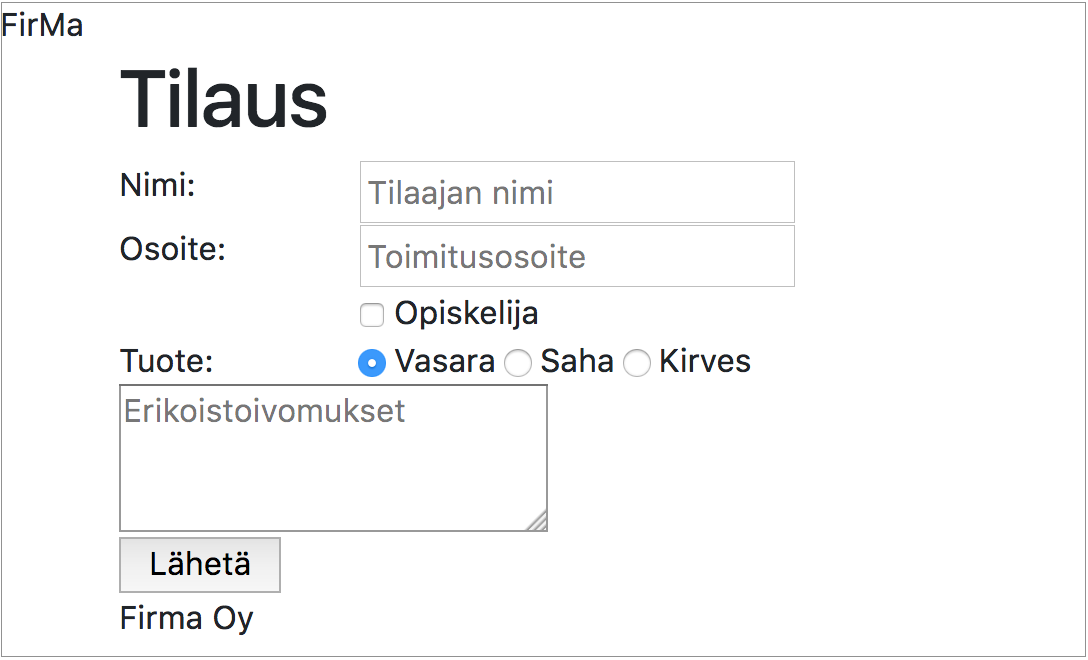 FirMa
Tilaus
Nimi: Tilaajan nimi
Osoite: Toimitusosoite
Opiskelija
Tuote: Vasara Saha Kirves
Erikoistoivomukset
Lähetä
Firma Oy